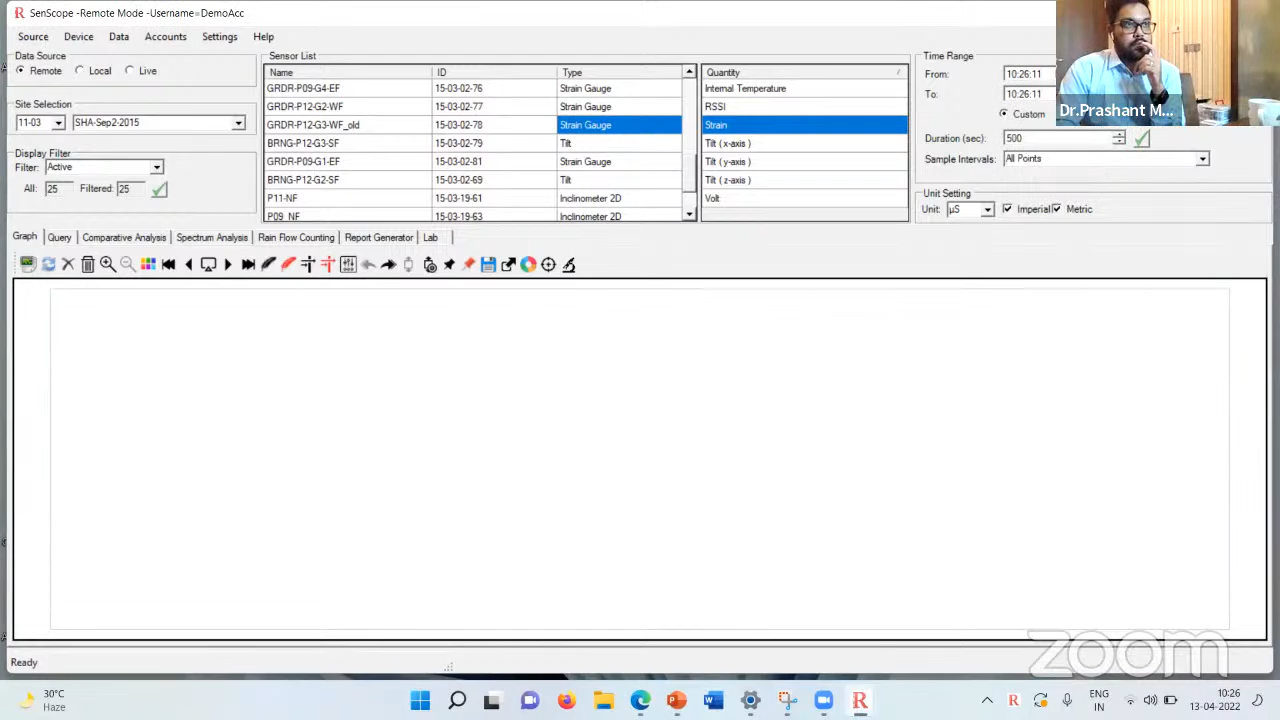 SenScope -Remote Mode -Username=DemoAcc
Source Device Data Accounts Settings Help
Data Source
Remote Local Live
Site Selection
11-03 SHA-Sep2-2015
Display Filter
Filter: Active
All: 25 Filtered: 25
Sensor List
Name ID Type
GRDR-P09-G4-EF 15-03-02-76 Strain Gauge
GRDR-P12-G2-WF 15-03-02-77 Strain Gauge
GRDR-P12-G3-WF_old 15-03-02-78 Strain Gauge
BRNG-P12-G3-SF 15-03-02-79 Tilt
GRDR-P09-G1-EF 15-03-02-81 Strain Gauge
BRNG-P12-G2-SF 15-03-02-69 Tilt
P11-NF 15-03-19-61 Inclinometer 2D
P09_NF 15-03-19-63 Inclinometer 2D
Quantity
Internal Temperature
RSSI
Strain
Tilt ( x-axis )
Tilt ( y-axis )
Tilt ( z-axis )
Volt
Time Range
From: 10:26:11
To: 10:26:11
Custom
Duration (sec): 500
Sample Intervals: All Points
Unit Setting
Unit: µS Imperial Metric
Dr.Prashant M...
Graph Query Comparative Analysis Spectrum Analysis Rain Flow Counting Report Generator Lab
Ready
zoom
30°C
Haze
ENG
IN
10:26
13-04-2022